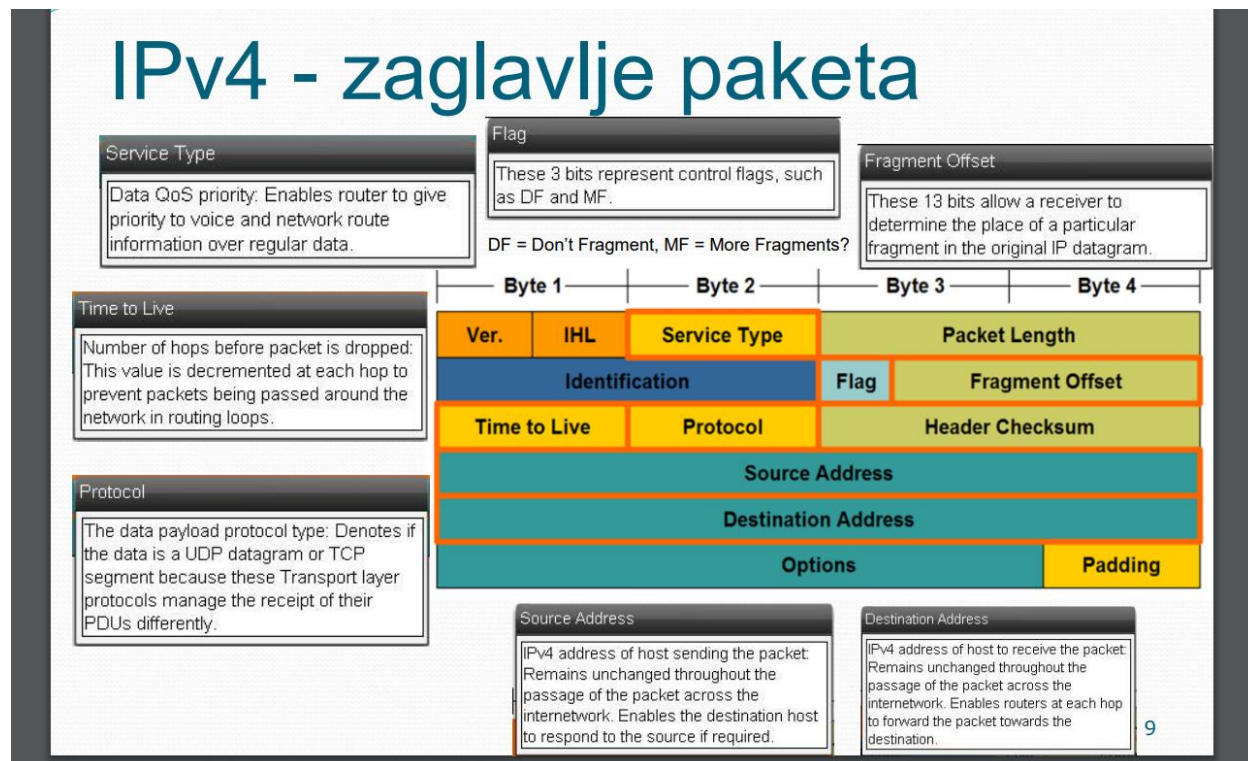 IPv4 - zaglavlje paketa
Service Type
Data QoS priority: Enables router to give
priority to voice and network route
information over regular data.
Flag
These 3 bits represent control flags, such
as DF and MF.
DF = Don't Fragment, MF = More Fragments?
Fragment Offset
These 13 bits allow a receiver to
determine the place of a particular
fragment in the original IP datagram.
Time to Live
Number of hops before packet is dropped:
This value is decremented at each hop to
prevent packets being passed around the
network in routing loops.
Protocol
The data payload protocol type: Denotes if
the data is a UDP datagram or TCP
segment because these Transport layer
protocols manage the receipt of their
PDUs differently.
Byte 1 Byte 2 Byte 3 Byte 4
Ver. IHL Service Type Packet Length
Identification Flag Fragment Offset
Time to Live Protocol Header Checksum
Source Address
Destination Address
Options Padding
Source Address
IPv4 address of host sending the packet:
Remains unchanged throughout the
passage of the packet across the
internetwork. Enables the destination host
to respond to the source if required.
Destination Address
IPv4 address of host to receive the packet:
Remains unchanged throughout the
passage of the packet across the
internetwork. Enables routers at each hop
to forward the packet towards the
destination.
9